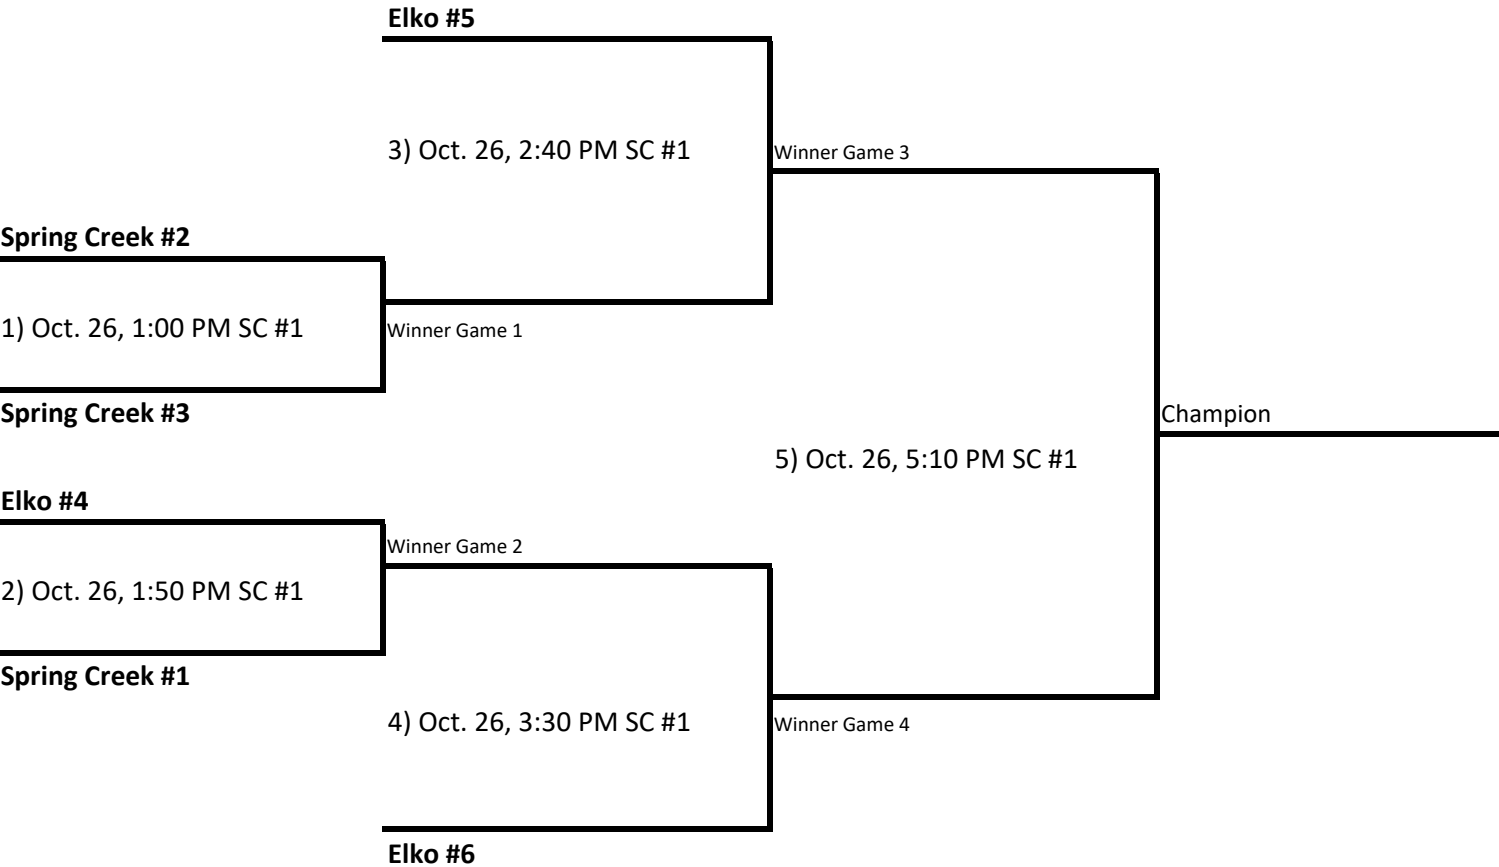 Elko #5
3) Oct. 26, 2:40 PM SC #1
Winner Game 3
Spring Creek #2
1) Oct. 26, 1:00 PM SC #1
Winner Game 1
Spring Creek #3
Champion
5) Oct. 26, 5:10 PM SC #1
Elko #4
Winner Game 2
2) Oct. 26, 1:50 PM SC #1
Spring Creek #1
4) Oct. 26, 3:30 PM SC #1
Winner Game 4
Elko #6